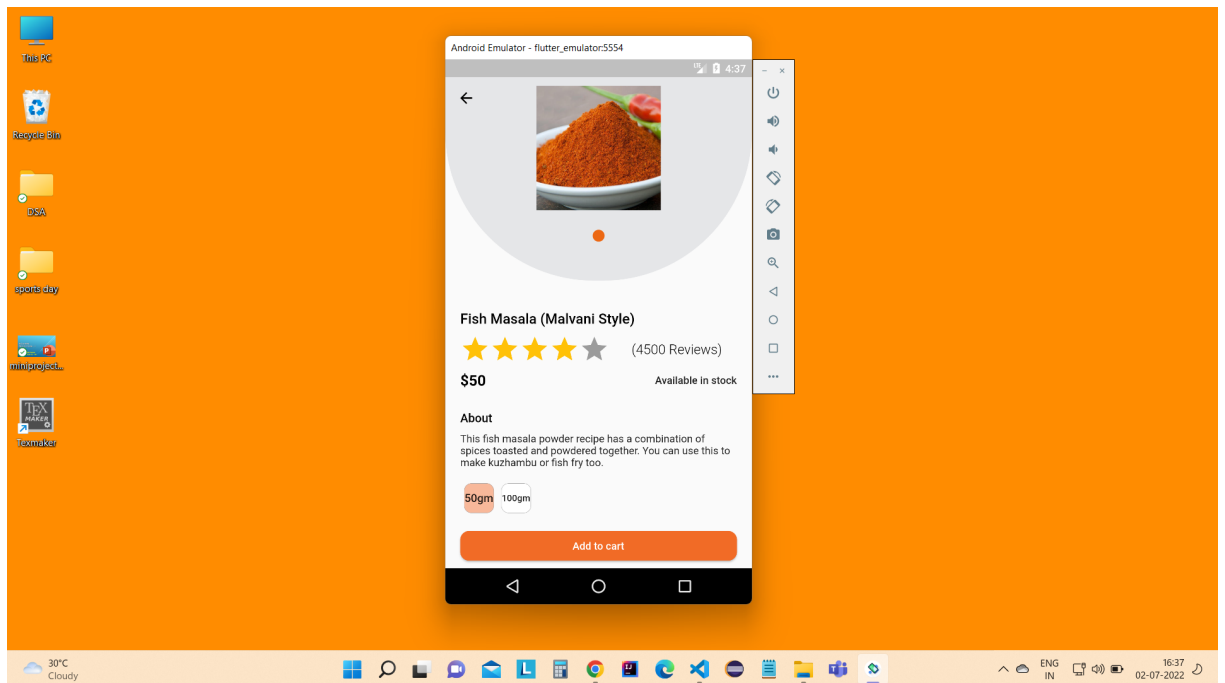 This PC
Recycle Bin
DSA
sports day
miniproject...
TEX
MAKER
Texmaker
Android Emulator - flutter_emulator:5554
LTE 4:37
Fish Masala (Malvani Style)
(4500 Reviews)
$50
Available in stock
About
This fish masala powder recipe has a combination of
spices toasted and powdered together. You can use this to
make kuzhambu or fish fry too.
50gm 100gm
Add to cart
30°C
Cloudy
ENG
IN
16:37
02-07-2022